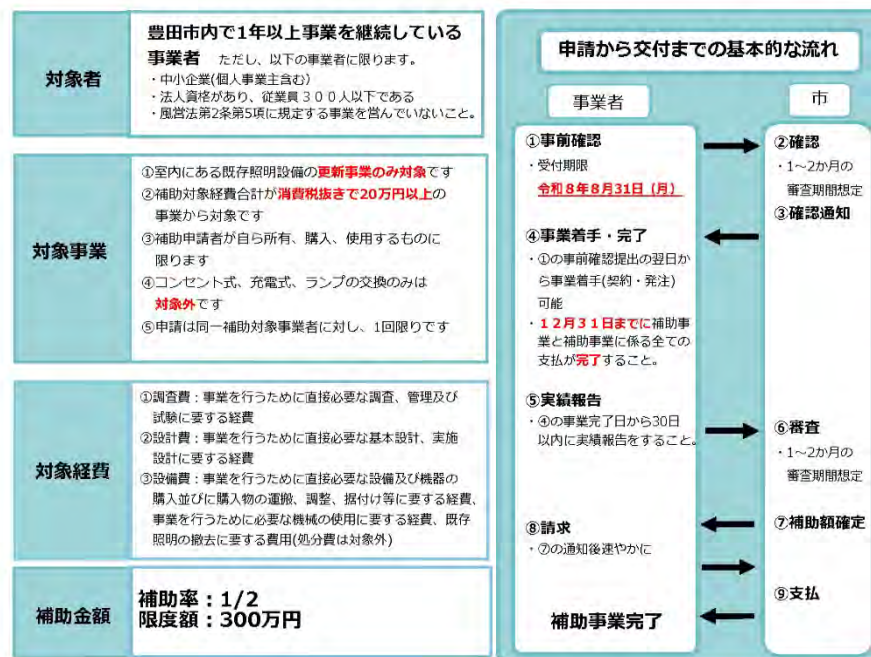 対象者
豊田市内で1年以上事業を継続している
事業者 ただし、以下の事業者に限ります。
・中小企業(個人事業主含む)
・法人資格があり、従業員３００人以下である
・風営法第2条第5項に規定する事業を営んでいないこと。
対象事業
①室内にある既存照明設備の更新事業のみ対象です
②補助対象経費合計が消費税抜きで20万円以上の
事業から対象です
③補助申請者が自ら所有、購入、使用するものに
限ります
④コンセント式、充電式、ランプの交換のみは
対象外です
⑤申請は同一補助対象事業者に対し、1回限りです
対象経費
①調査費：事業を行うために直接必要な調査、管理及び
試験に要する経費
②設計費：事業を行うために直接必要な基本設計、実施
設計に要する経費
③設備費：事業を行うために直接必要な設備及び機器の
購入並びに購入物の運搬、調整、据付け等に要する経費、
事業を行うために必要な機械の使用に要する経費、既存
照明の撤去に要する費用(処分費は対象外)
補助金額
補助率：1/2
限度額：300万円
申請から交付までの基本的な流れ
事業者
市
①事前確認
・受付期限
令和８年８月31日（月）
②確認
・1～2か月の
審査期間想定
③確認通知
④事業着手・完了
・①の事前確認提出の翌日か
ら事業着手(契約・発注)
可能
・１２月３１日までに補助事
業と補助事業に係る全ての
支払が完了すること。
⑤実績報告
・④の事業完了日から30日
以内に実績報告をすること。
⑥審査
・1～2か月の
審査期間想定
⑦補助額確定
⑧請求
・⑦の通知後速やかに
⑨支払
補助事業完了